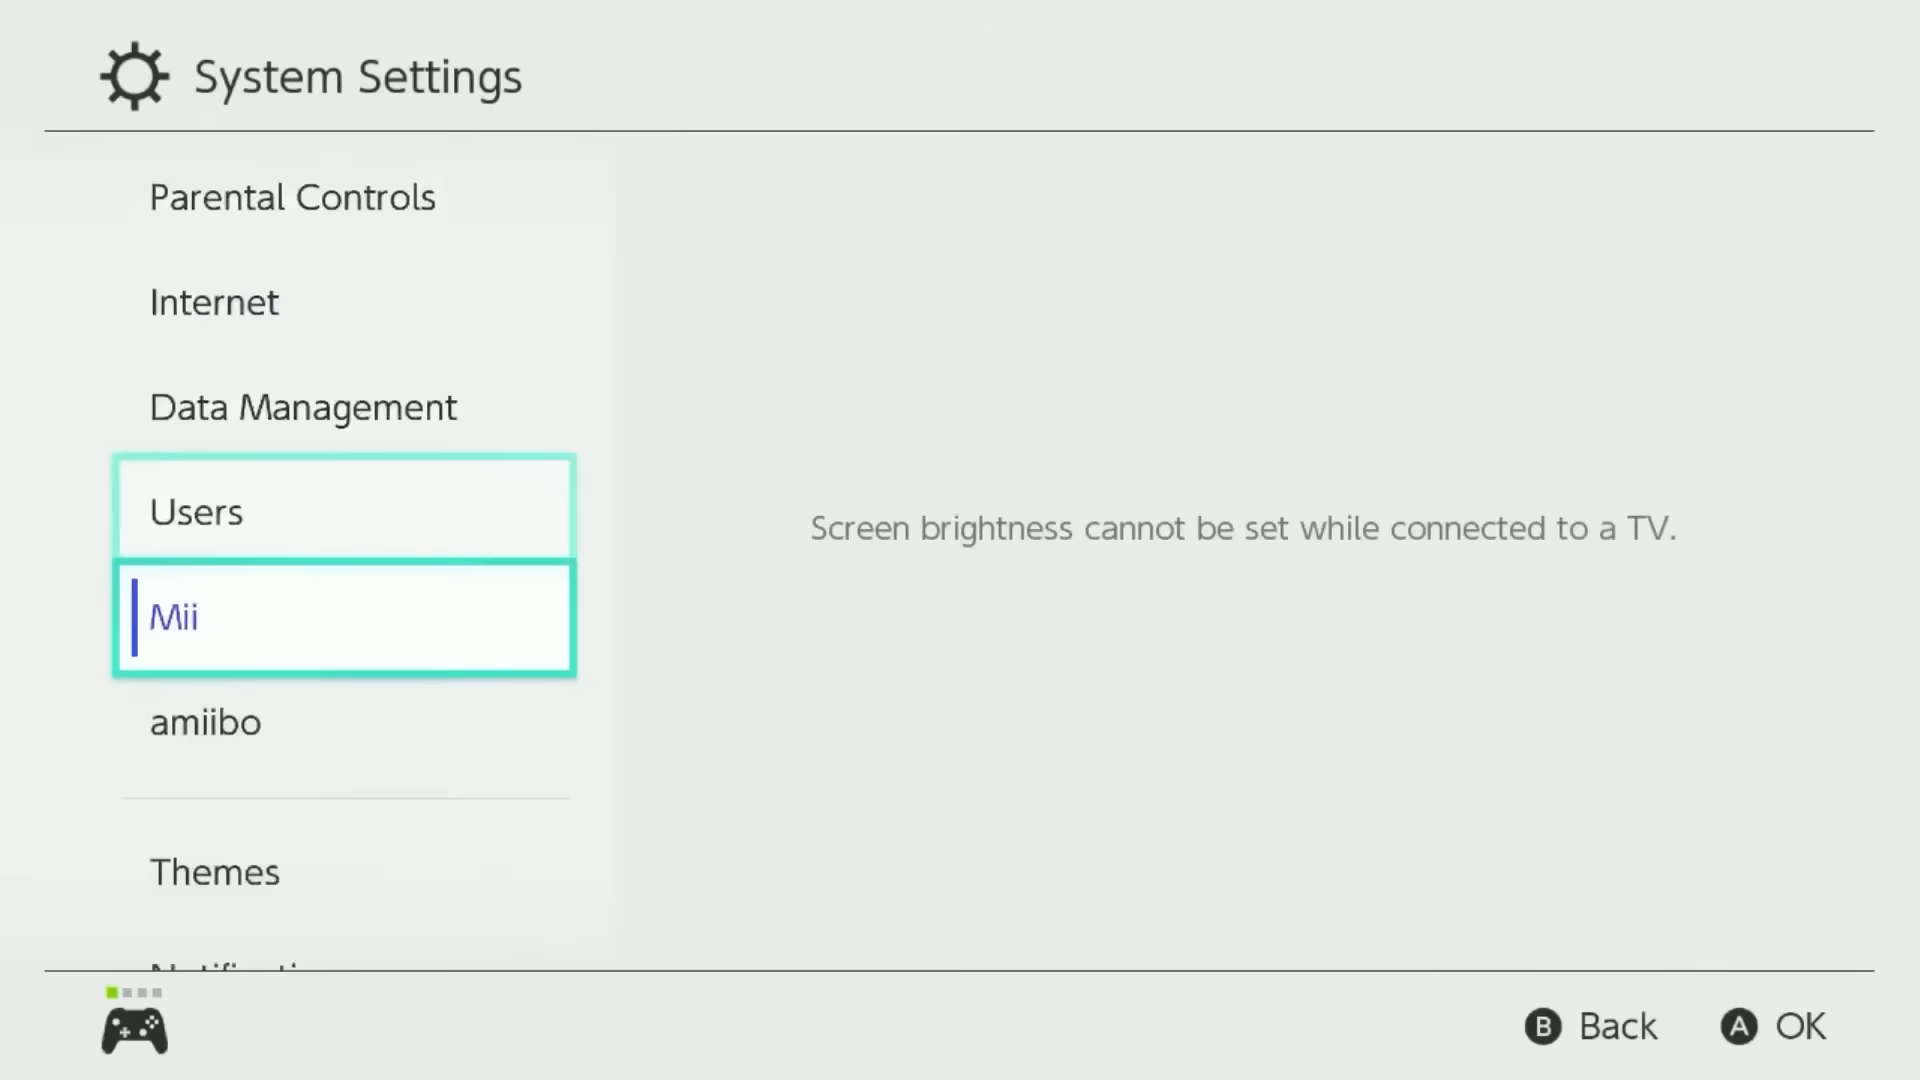 System Settings
Parental Controls
Internet
Data Management
Users
Mii
amiibo
Themes
Screen brightness cannot be set while connected to a TV.
B Back
A OK